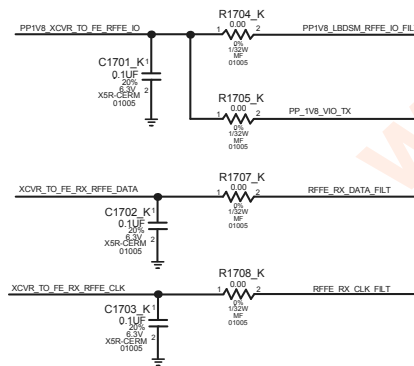 PP1V8_XCVR_TO_FE_RFFE_IO
R1704_K
0.00
1 2
0%
1/32W
MF
01005
PP1V8_LBDSM_RFFE_IO_FILT
C1701_K 1
0.1UF
20%
6.3V 2
X5R-CERM
01005
R1705_K
0.00
1 2
0%
1/32W
MF
01005
PP_1V8_VIO_TX
XCVR_TO_FE_RX_RFFE_DATA
R1707_K
0.00
1 2
0%
1/32W
MF
01005
RFFE_RX_DATA_FILT
C1702_K 1
0.1UF
20%
6.3V 2
X5R-CERM
01005
XCVR_TO_FE_RX_RFFE_CLK
R1708_K
0.00
1 2
0%
1/32W
MF
01005
RFFE_RX_CLK_FILT
C1703_K 1
0.1UF
20%
6.3V 2
X5R-CERM
01005